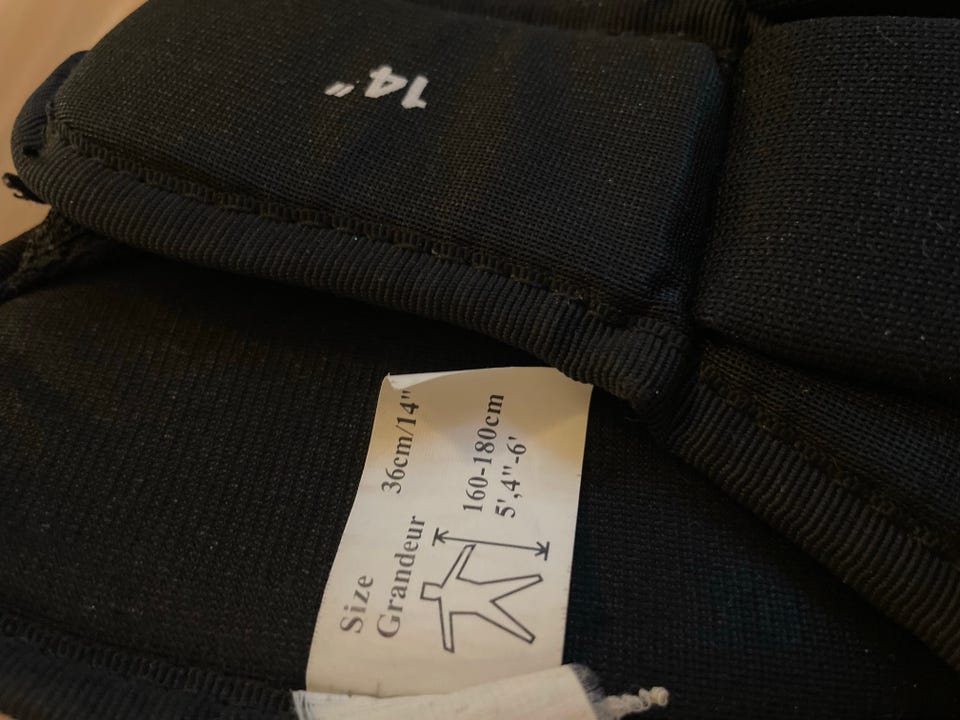 14"
Size
Grandeur 36cm/14"
160-180cm
5',4"-6'